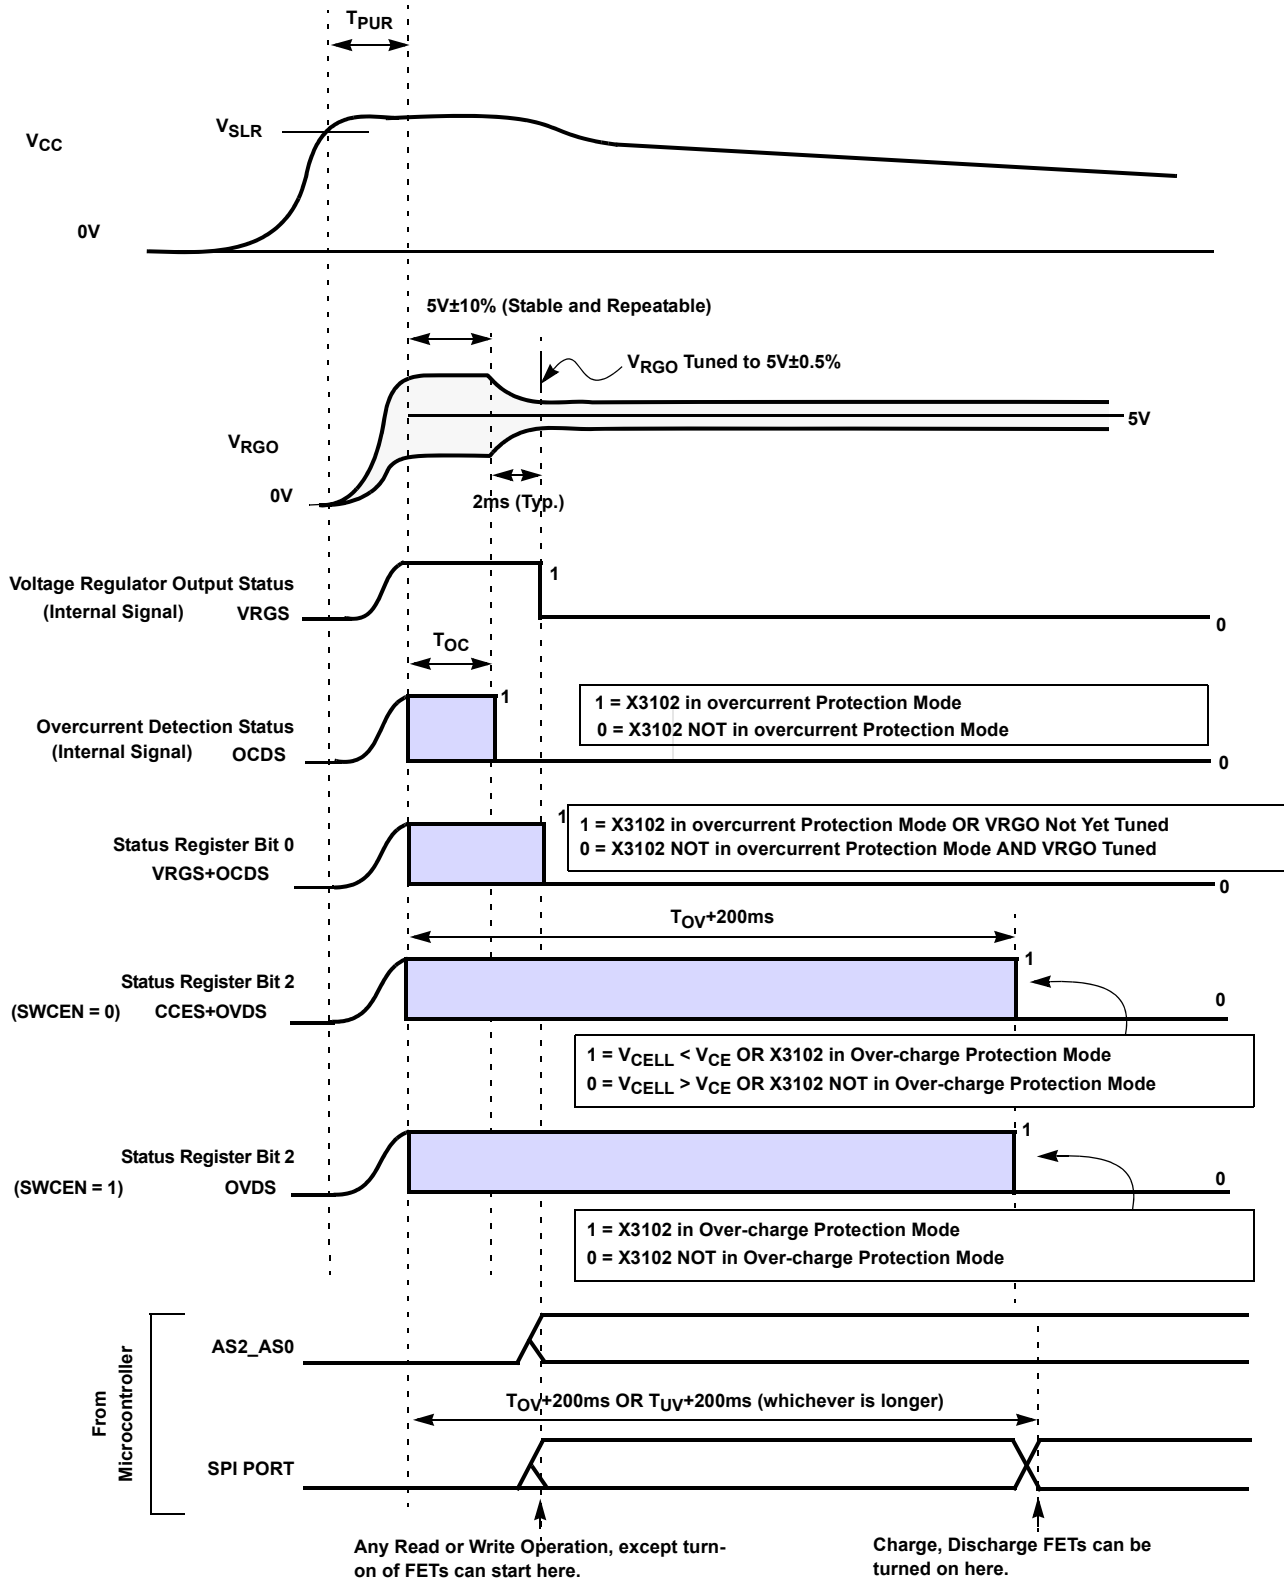 TPUR
VSLR
VCC
0V
5V±10% (Stable and Repeatable)
VRGO Tuned to 5V±0.5%
5V
VRGO
0V
2ms (Typ.)
Voltage Regulator Output Status
(Internal Signal) VRGS
1
0
TOC
Overcurrent Detection Status
(Internal Signal) OCDS
1
1 = X3102 in overcurrent Protection Mode
0 = X3102 NOT in overcurrent Protection Mode
0
Status Register Bit 0
VRGS+OCDS
1
1 = X3102 in overcurrent Protection Mode OR VRGO Not Yet Tuned
0 = X3102 NOT in overcurrent Protection Mode AND VRGO Tuned
0
TOV+200ms
Status Register Bit 2
(SWCEN = 0) CCES+OVDS
1
0
1 = VCELL < VCE OR X3102 in Over-charge Protection Mode
0 = VCELL > VCE OR X3102 NOT in Over-charge Protection Mode
Status Register Bit 2
(SWCEN = 1) OVDS
1
0
1 = X3102 in Over-charge Protection Mode
0 = X3102 NOT in Over-charge Protection Mode
From
Microcontroller
AS2_AS0
TOV+200ms OR TUV+200ms (whichever is longer)
SPI PORT
Any Read or Write Operation, except turn-
on of FETs can start here.
Charge, Discharge FETs can be
turned on here.